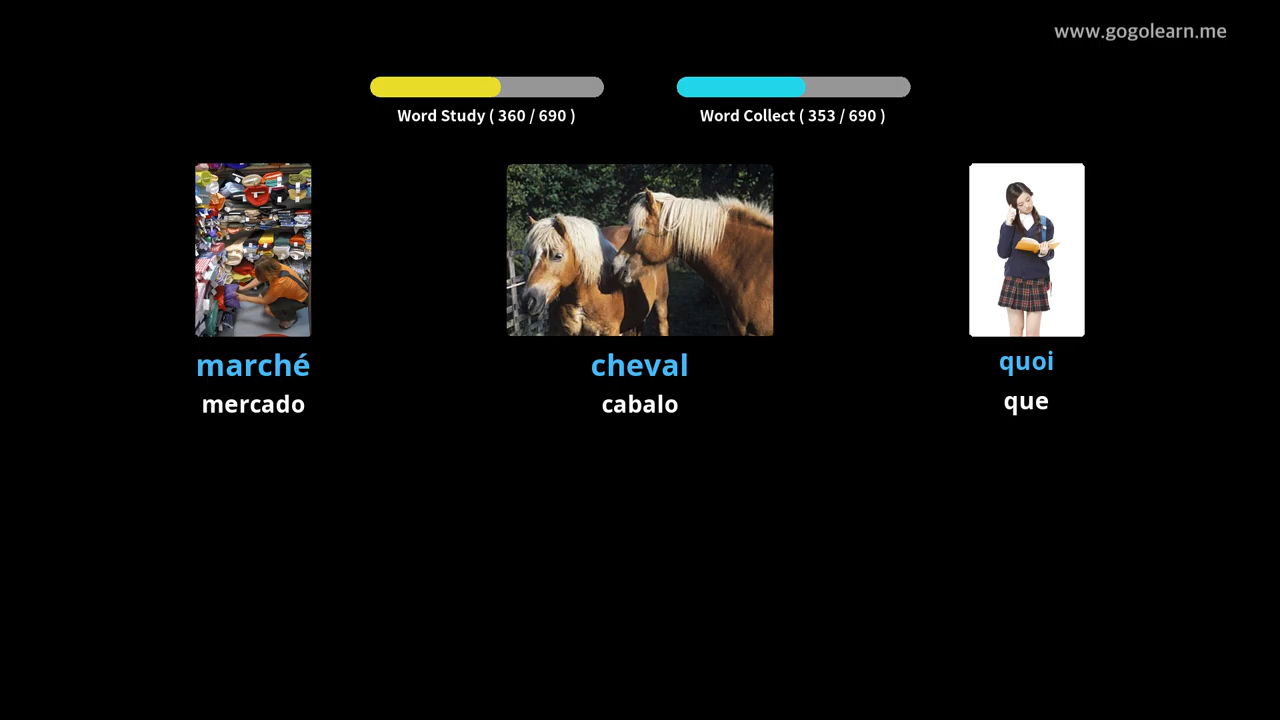 www.gogolearn.me
Word Study ( 360 / 690 )
Word Collect ( 353 / 690 )
marché
cheval
quoi
mercado
cabalo
que